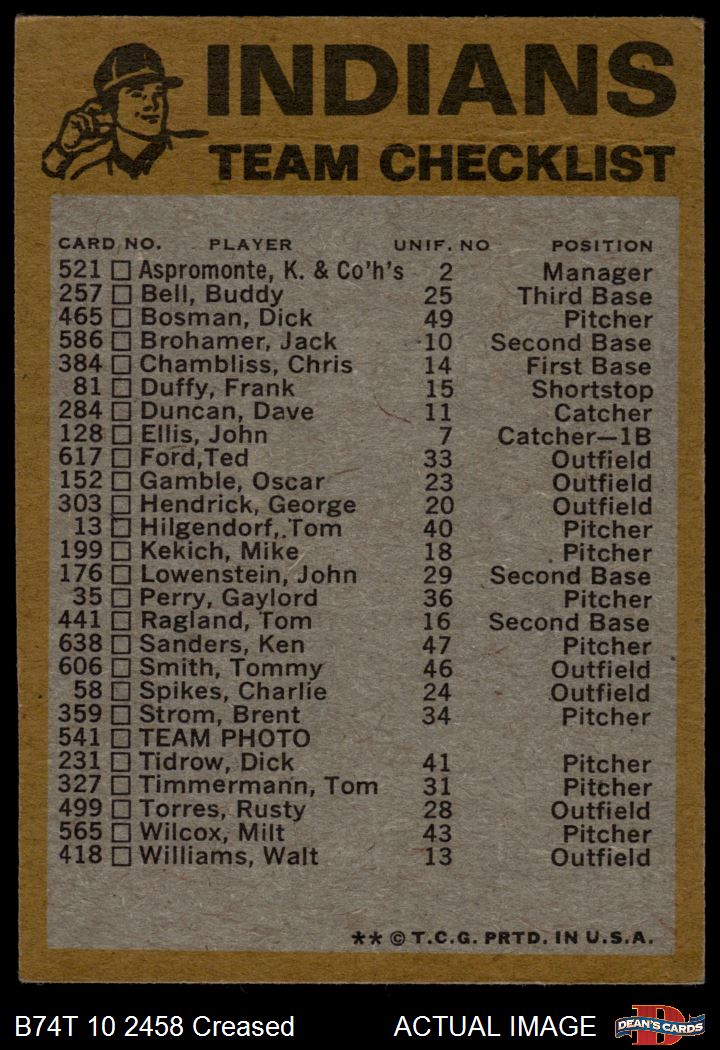 INDIANS
TEAM CHECKLIST
CARD NO. PLAYER UNIF. NO POSITION
521 Aspromonte, K. & Co'h's 2 Manager
257 Bell, Buddy 25 Third Base
465 Bosman, Dick 49 Pitcher
586 Brohamer, Jack 10 Second Base
384 Chambliss, Chris 14 First Base
81 Duffy, Frank 15 Shortstop
284 Duncan, Dave 11 Catcher
128 Ellis, John 7 Catcher—1B
617 Ford,Ted 33 Outfield
152 Gamble, Oscar 23 Outfield
303 Hendrick, George 20 Outfield
13 Hilgendorf, Tom 40 Pitcher
199 Kekich, Mike 18 Pitcher
176 Lowenstein, John 29 Second Base
35 Perry, Gaylord 36 Pitcher
441 Ragland, Tom 16 Second Base
638 Sanders, Ken 47 Pitcher
606 Smith, Tommy 46 Outfield
58 Spikes, Charlie 24 Outfield
359 Strom, Brent 34 Pitcher
541 TEAM PHOTO
231 Tidrow, Dick 41 Pitcher
327 Timmermann, Tom 31 Pitcher
499 Torres, Rusty 28 Outfield
565 Wilcox, Milt 43 Pitcher
418 Williams, Walt 13 Outfield
** © T.C.G. PRTD. IN U.S.A.
B74T 10 2458 Creased ACTUAL IMAGE DEAN'S CARDS